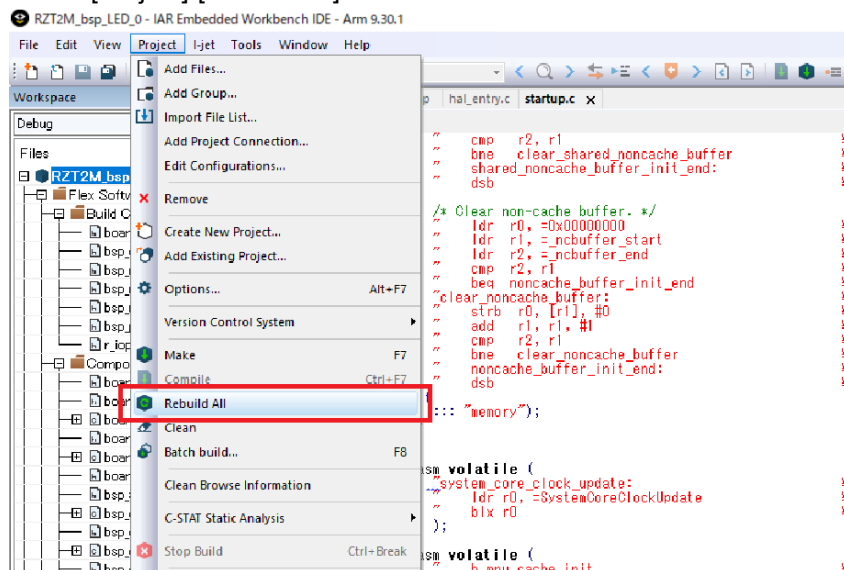 RZT2M_bsp_LED_0 - IAR Embedded Workbench IDE - Arm 9.30.1
File Edit View Project I-jet Tools Window Help
Workspace
Debug
Files
RZT2M_bsp
Flex Softw
Build C
boar
bsp_
bsp_
bsp_
bsp_
bsp_
r_iop
Compo
boar
boar
boar
boar
boar
boar
bsp_
bsp_
bsp_
bsp_
Add Files...
Add Group...
Import File List...
Add Project Connection...
Edit Configurations...
Remove
Create New Project...
Add Existing Project...
Options... Alt+F7
Version Control System
Make F7
Compile Ctrl+F7
Rebuild All
Clean
Batch build... F8
Clean Browse Information
C-STAT Static Analysis
Stop Build Ctrl+Break
p hal_entry.c startup.c x
" cmp r2, r1
" bne clear_shared_noncache_buffer
" shared_noncache_buffer_init_end:
" dsb
/* Clear non-cache buffer. */
" ldr r0, =0x00000000
" ldr r1, =_ncbuffer_start
" ldr r2, =_ncbuffer_end
" cmp r2, r1
" beq noncache_buffer_init_end
"clear_noncache_buffer:
" strb r0, [r1], #0
" add r1, r1, #1
" cmp r2, r1
" bne clear_noncache_buffer
" noncache_buffer_init_end:
" dsb
::: "memory");
asm volatile (
"system_core_clock_update:
" ldr r0, =SystemCoreClockUpdate
" blx r0
);
asm volatile (
" b mpu_cache_init